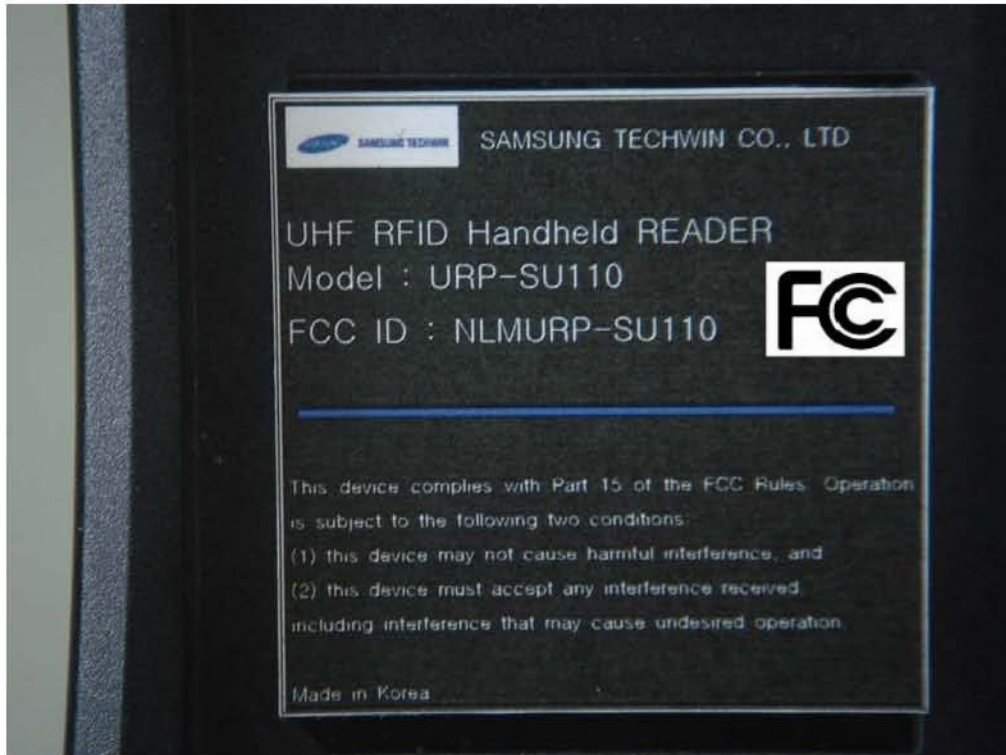 SAMSUNG TECHWIN SAMSUNG TECHWIN CO., LTD
UHF RFID Handheld READER
Model : URP-SU110
FCC ID : NLMURP-SU110
FCC
This device complies with Part 15 of the FCC Rules. Operation
is subject to the following two conditions:
(1) this device may not cause harmful interference, and
(2) this device must accept any interference received,
including interference that may cause undesired operation.
Made in Korea